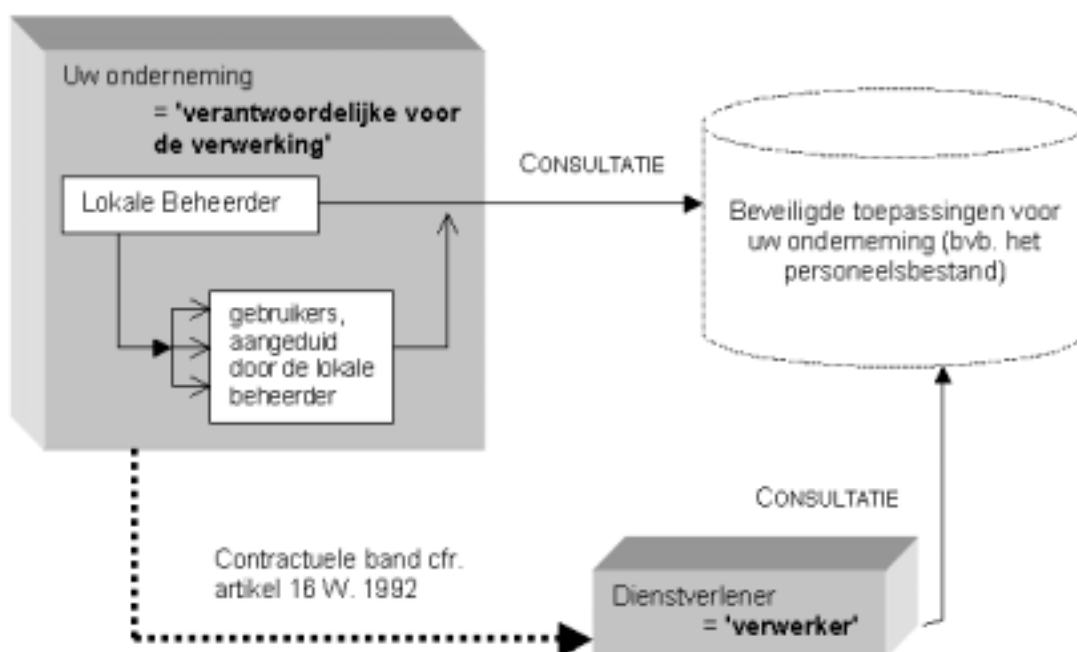 Uw onderneming
= 'verantwoordelijke voor
de verwerking'
Lokale Beheerder
gebruikers,
aangeduid
door de lokale
beheerder
CONSULTATIE
Beveiligde toepassingen voor
uw onderneming (bvb. het
personeelsbestand)
CONSULTATIE
Contractuele band cfr.
artikel 16 W. 1992
Dienstverlener
= 'verwerker'